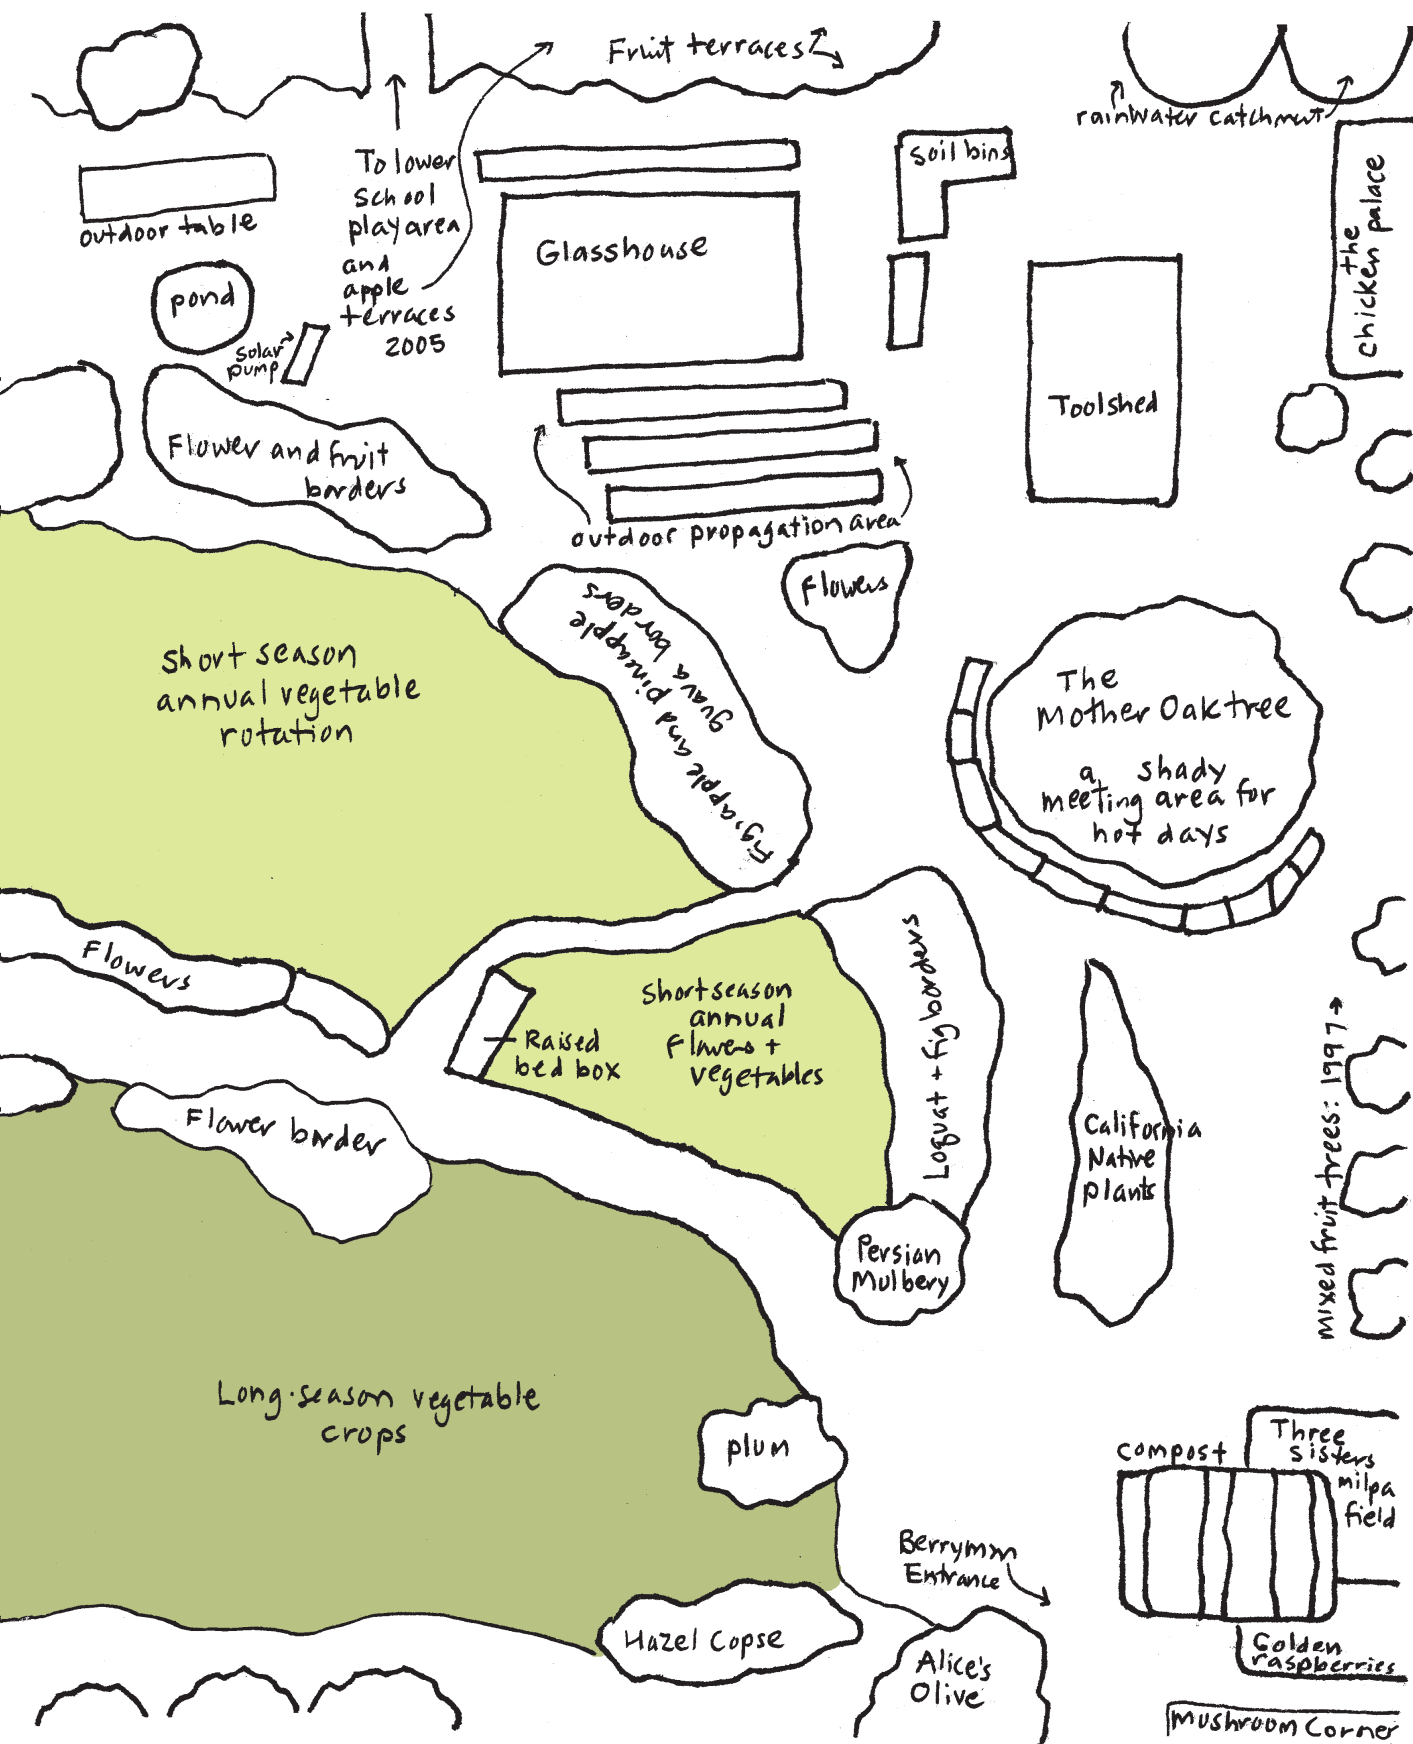 Fruit terraces
rainwater catchment
To lower
school
play area
and
apple
terraces
2005
soil bins
the
chicken palace
outdoor table
Glasshouse
pond
solar
pump
Toolshed
Flower and fruit
borders
outdoor propagation area
Flowers
Short season
annual vegetable
rotation
Fig, apple and pineapple
guava borders
The
Mother Oak tree
a shady
meeting area for
hot days
Flowers
Short season
annual
flowers +
vegetables
Raised
bed box
Loquat + fig borders
mixed fruit trees: 1997
Flower border
California
Native
plants
Persian
Mulbery
Long-season vegetable
crops
plum
compost
Three
sisters
milpa
field
Berryman
Entrance
Hazel Copse
Alice's
Olive
Golden
raspberries
Mushroom Corner